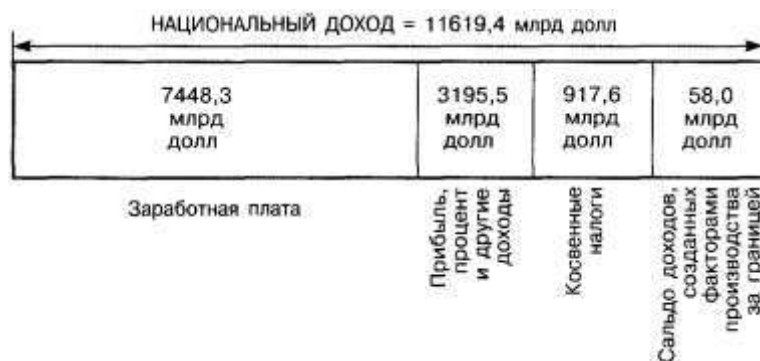 НАЦИОНАЛЬНЫЙ ДОХОД = 11619,4 млрд долл
7448,3
млрд
долл
3195,5
млрд
долл
917,6
млрд
долл
58,0
млрд
долл
Заработная плата
Прибыль,
процент
и другие
доходы
Косвенные
налоги
Сальдо доходов,
созданных
факторами
производства
за границей